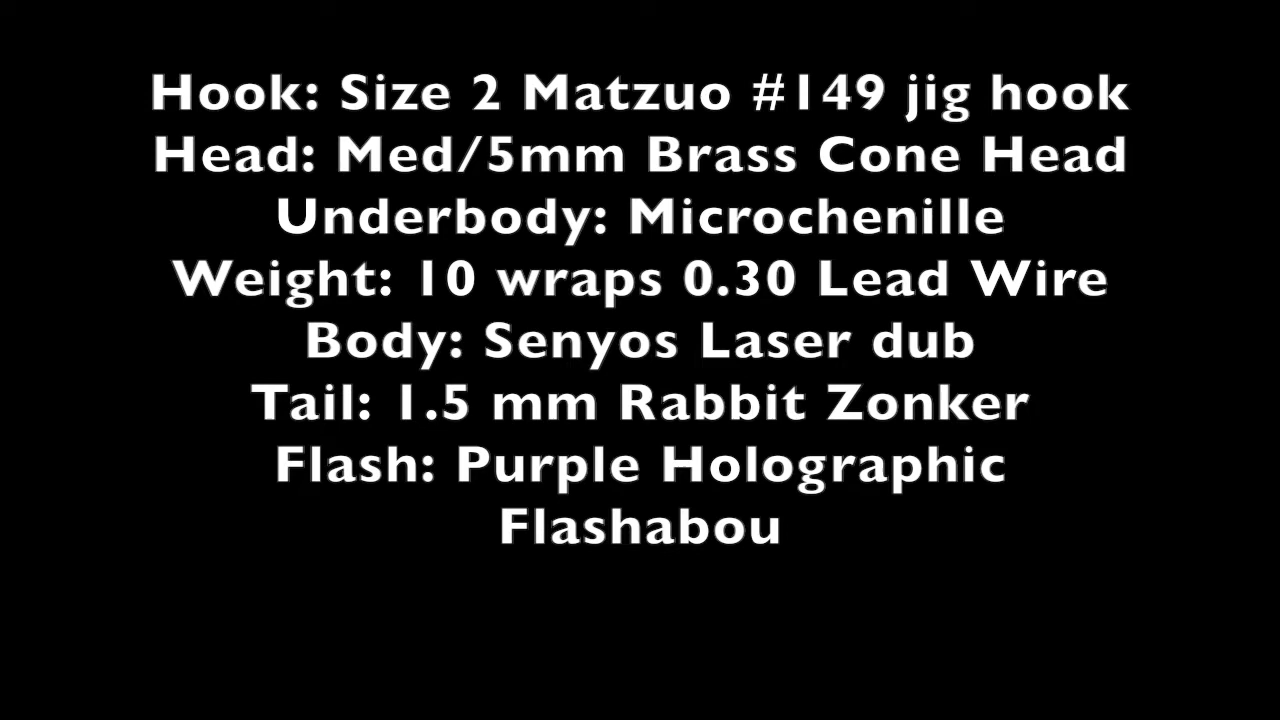 Hook: Size 2 Matzuo #149 jig hook
Head: Med/5mm Brass Cone Head
Underbody: Microchenille
Weight: 10 wraps 0.30 Lead Wire
Body: Senyos Laser dub
Tail: 1.5 mm Rabbit Zonker
Flash: Purple Holographic
Flashabou